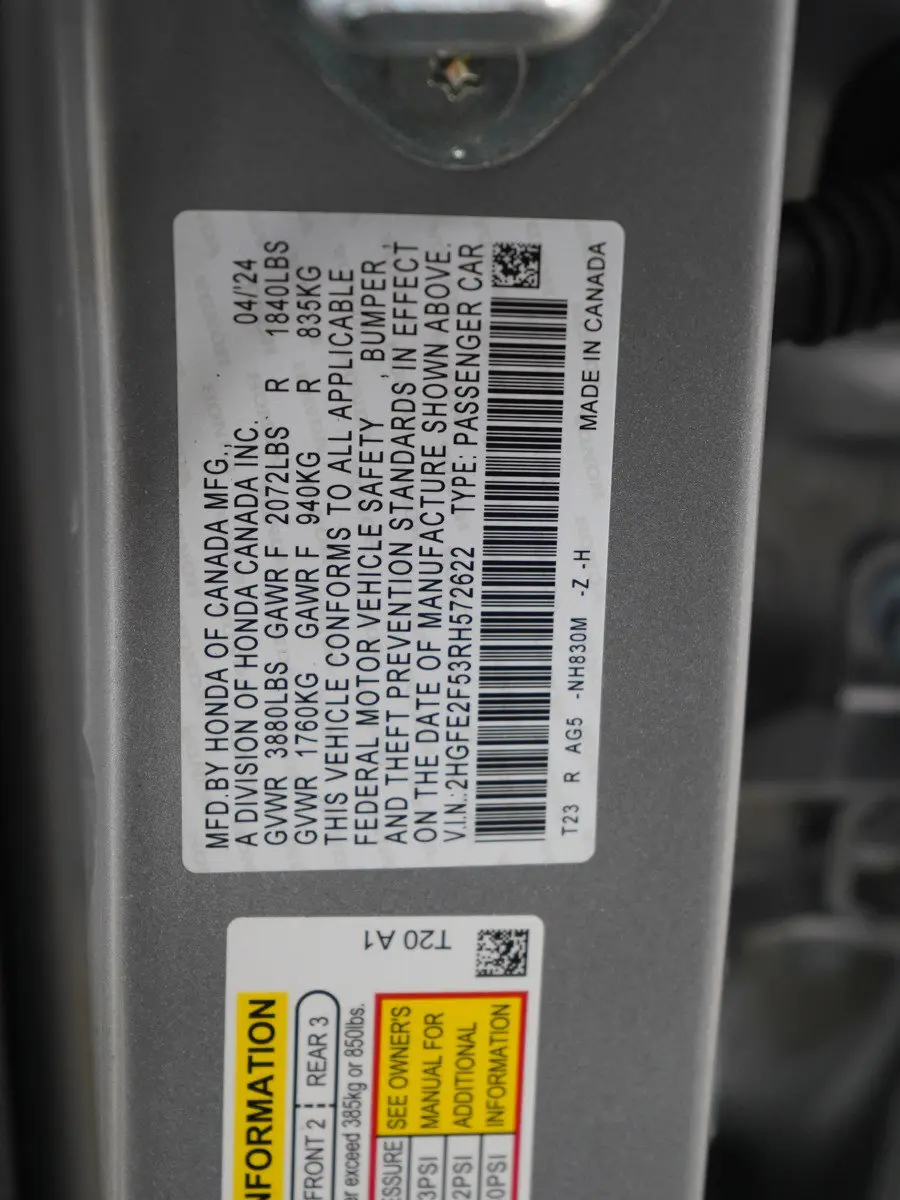 MFD.BY HONDA OF CANADA MFG.,
A DIVISION OF HONDA CANADA INC. 04/'24
GVWR 3880LBS GAWR F 2072LBS R 1840LBS
GVWR 1760KG GAWR F 940KG R 835KG
THIS VEHICLE CONFORMS TO ALL APPLICABLE
FEDERAL MOTOR VEHICLE SAFETY , BUMPER ,
AND THEFT PREVENTION STANDARDS IN EFFECT
ON THE DATE OF MANUFACTURE SHOWN ABOVE.
V.I.N.:2HGFE2F53RH572622 TYPE: PASSENGER CAR
T23 R AG5 -NH830M -Z -H MADE IN CANADA
T20 A1
FRONT 2 REAR 3
exceed 385kg or 850lbs.
SEE OWNER'S
MANUAL FOR
ADDITIONAL
INFORMATION